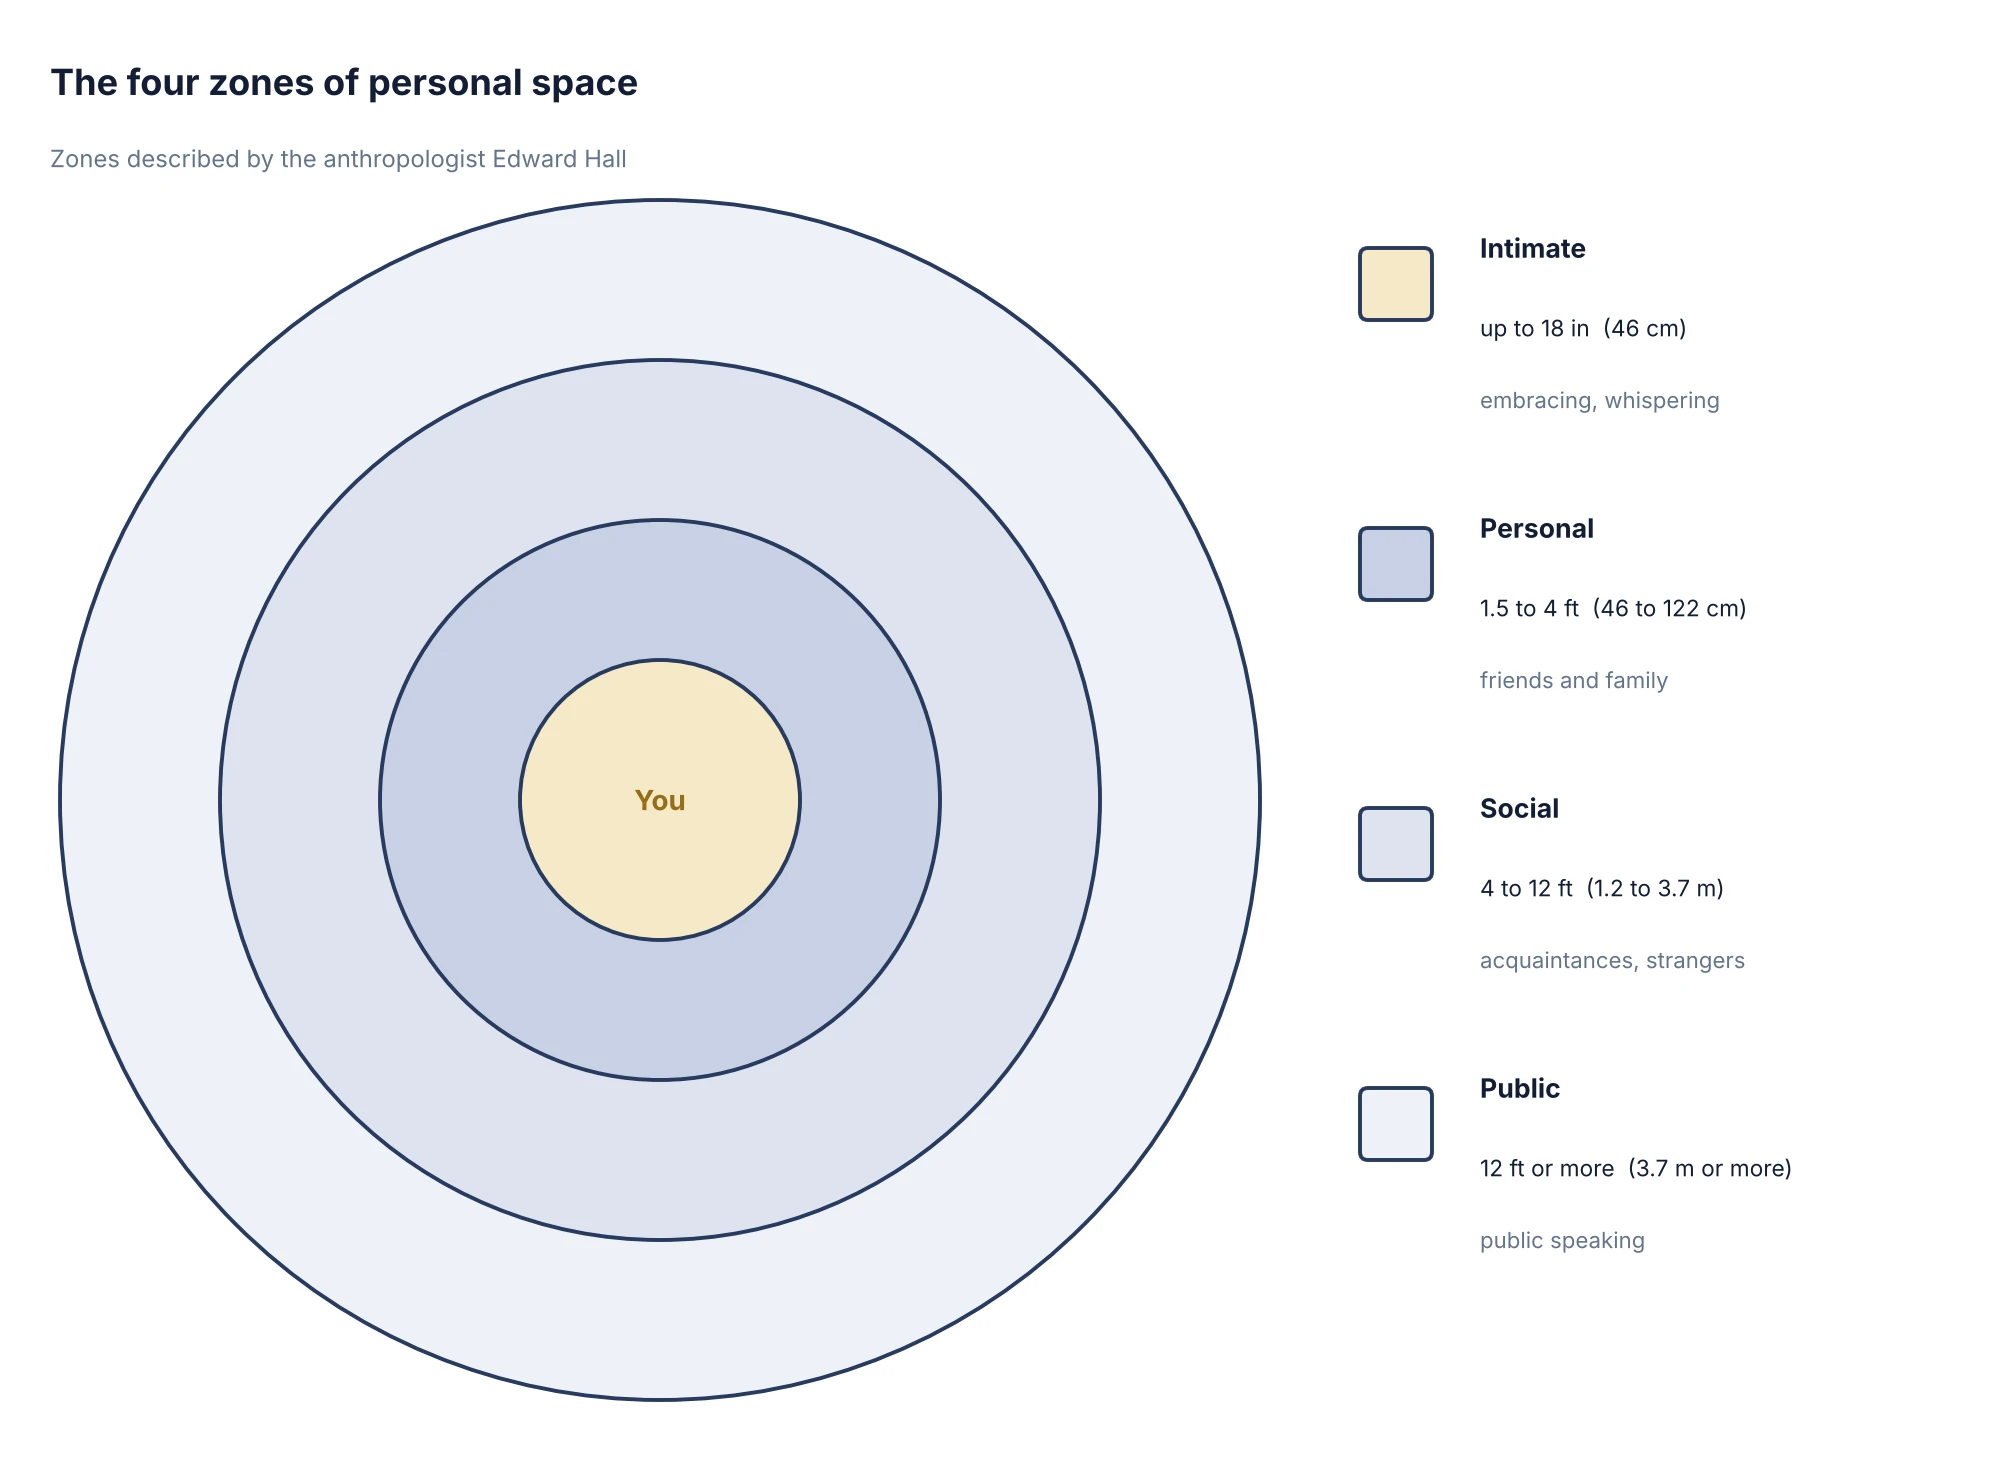 The four zones of personal space
Zones described by the anthropologist Edward Hall
You
Intimate
up to 18 in (46 cm)
embracing, whispering
Personal
1.5 to 4 ft (46 to 122 cm)
friends and family
Social
4 to 12 ft (1.2 to 3.7 m)
acquaintances, strangers
Public
12 ft or more (3.7 m or more)
public speaking